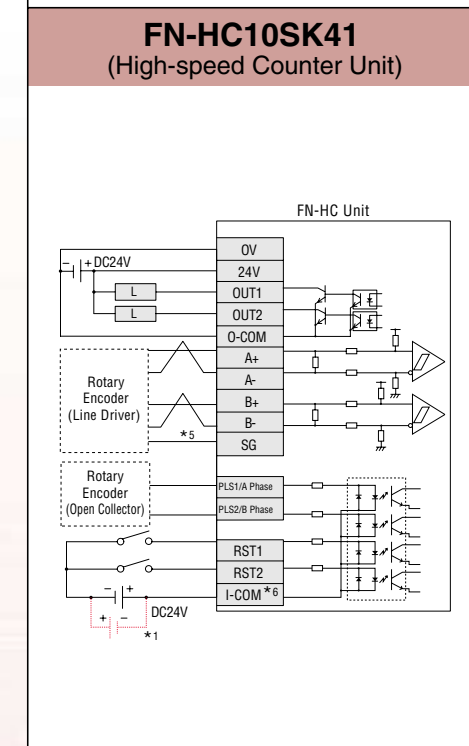 FN-HC10SK41
(High-speed Counter Unit)
FN-HC Unit
– + DC24V
L
L
0V
24V
OUT1
OUT2
O-COM
A+
A-
B+
B-
SG
Rotary
Encoder
(Line Driver)
*5
Rotary
Encoder
(Open Collector)
PLS1/A Phase
PLS2/B Phase
RST1
RST2
I-COM *6
– +
DC24V
+ –
*1